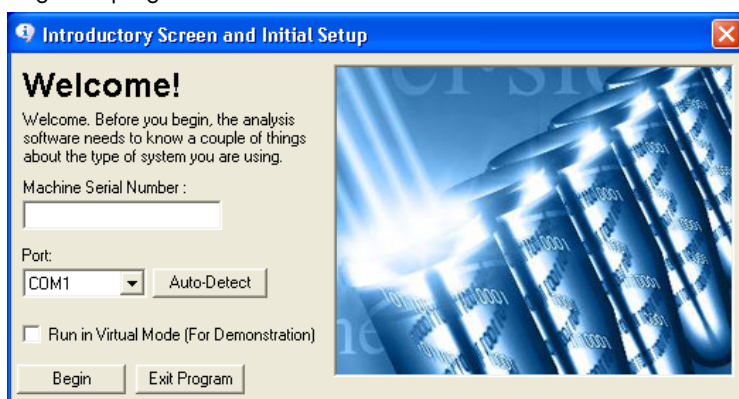 Introductory Screen and Initial Setup
Welcome!
Welcome. Before you begin, the analysis
software needs to know a couple of things
about the type of system you are using.
Machine Serial Number :
Port:
COM1
Auto-Detect
Run in Virtual Mode (For Demonstration)
Begin
Exit Program